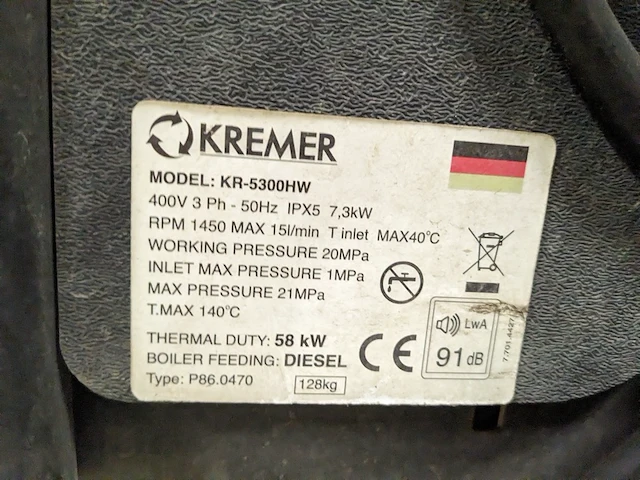 KREMER
MODEL: KR-5300HW
400V 3 Ph - 50Hz IPX5 7,3kW
RPM 1450 MAX 15l/min T inlet MAX40°C
WORKING PRESSURE 20MPa
INLET MAX PRESSURE 1MPa
MAX PRESSURE 21MPa
T.MAX 140°C
THERMAL DUTY: 58 kW
BOILER FEEDING: DIESEL
Type: P86.0470 128kg
CE
LwA
91dB